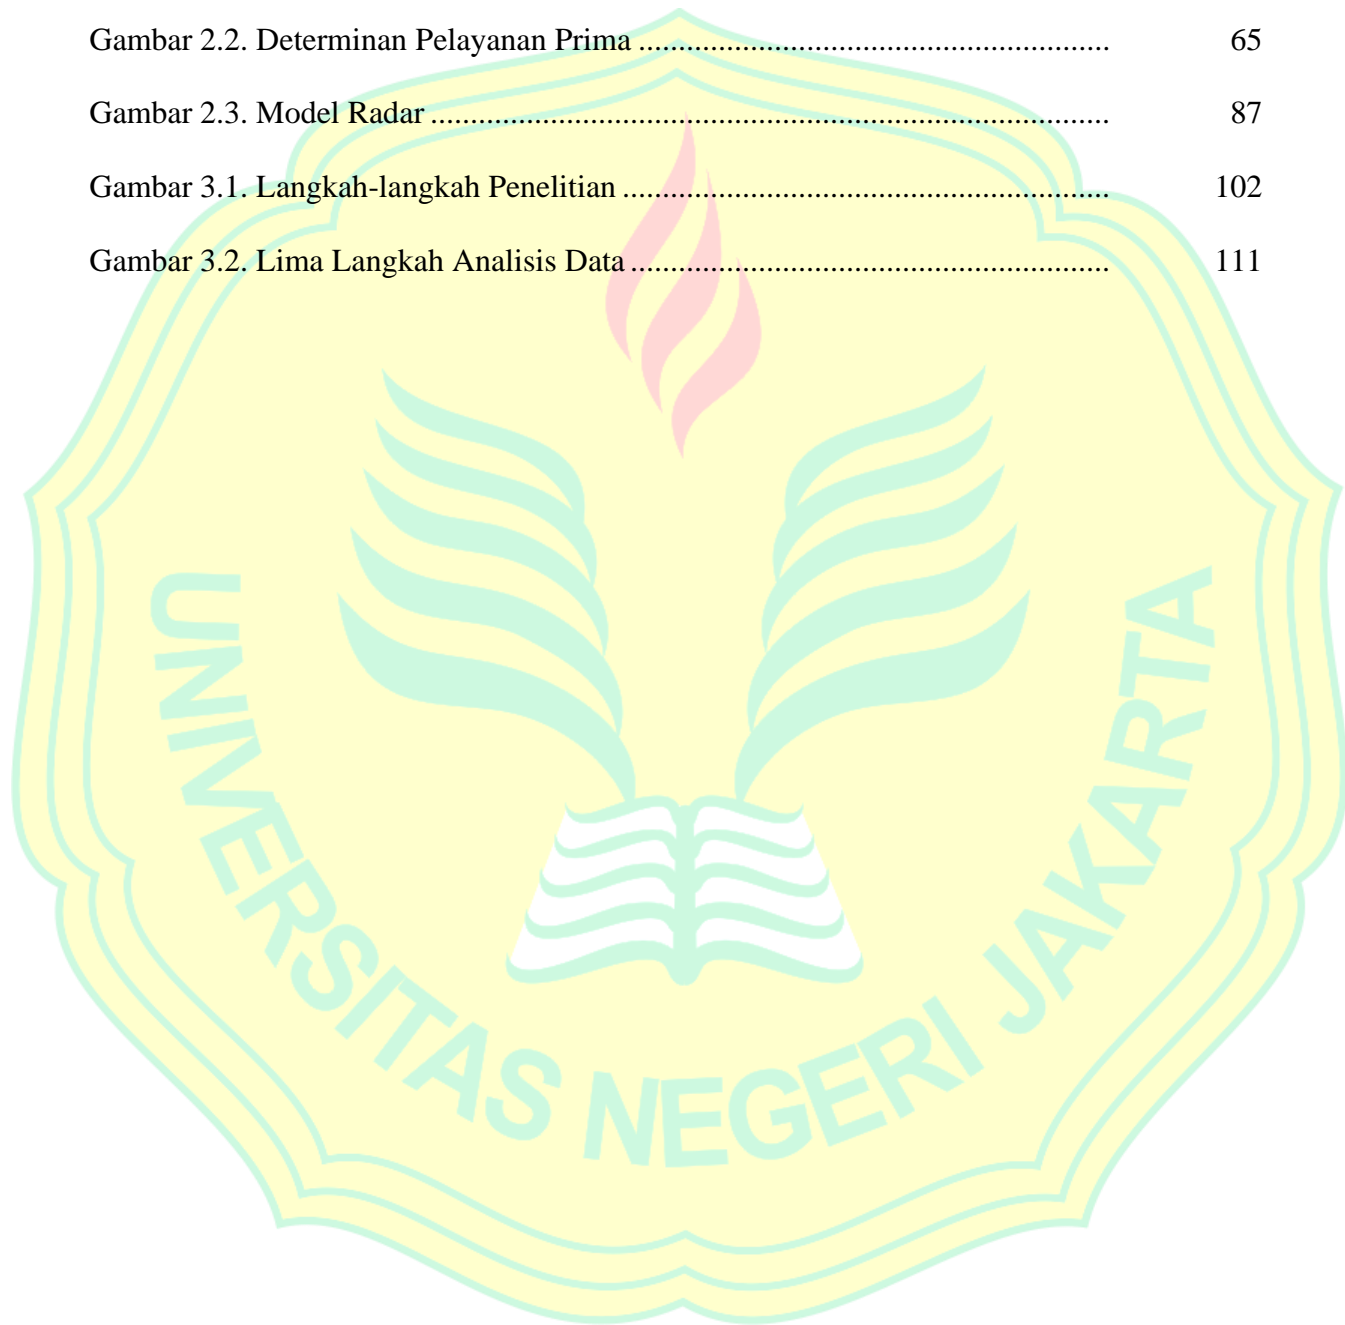 Gambar 2.2. Determinan Pelayanan Prima ................................................................................ 65
Gambar 2.3. Model Radar ................................................................................................................... 87
Gambar 3.1. Langkah-langkah Penelitian ................................................................................... 102
Gambar 3.2. Lima Langkah Analisis Data ................................................................................. 111
UNIVERSITAS NEGERI JAKARTA